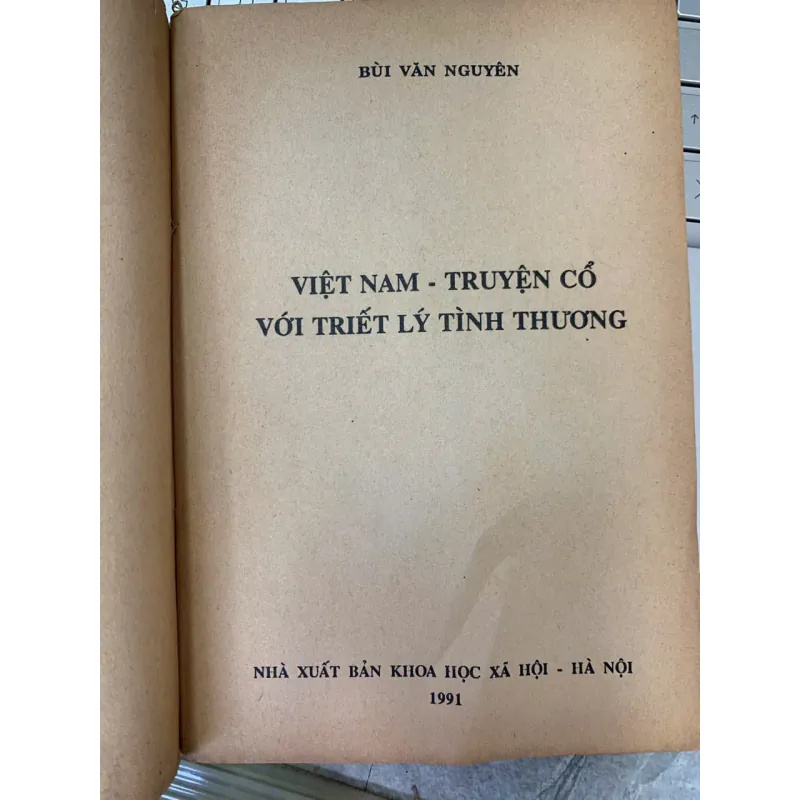 BÙI VĂN NGUYÊN
VIỆT NAM - TRUYỆN CỔ
VỚI TRIẾT LÝ TÌNH THƯƠNG
NHÀ XUẤT BẢN KHOA HỌC XÃ HỘI - HÀ NỘI
1991